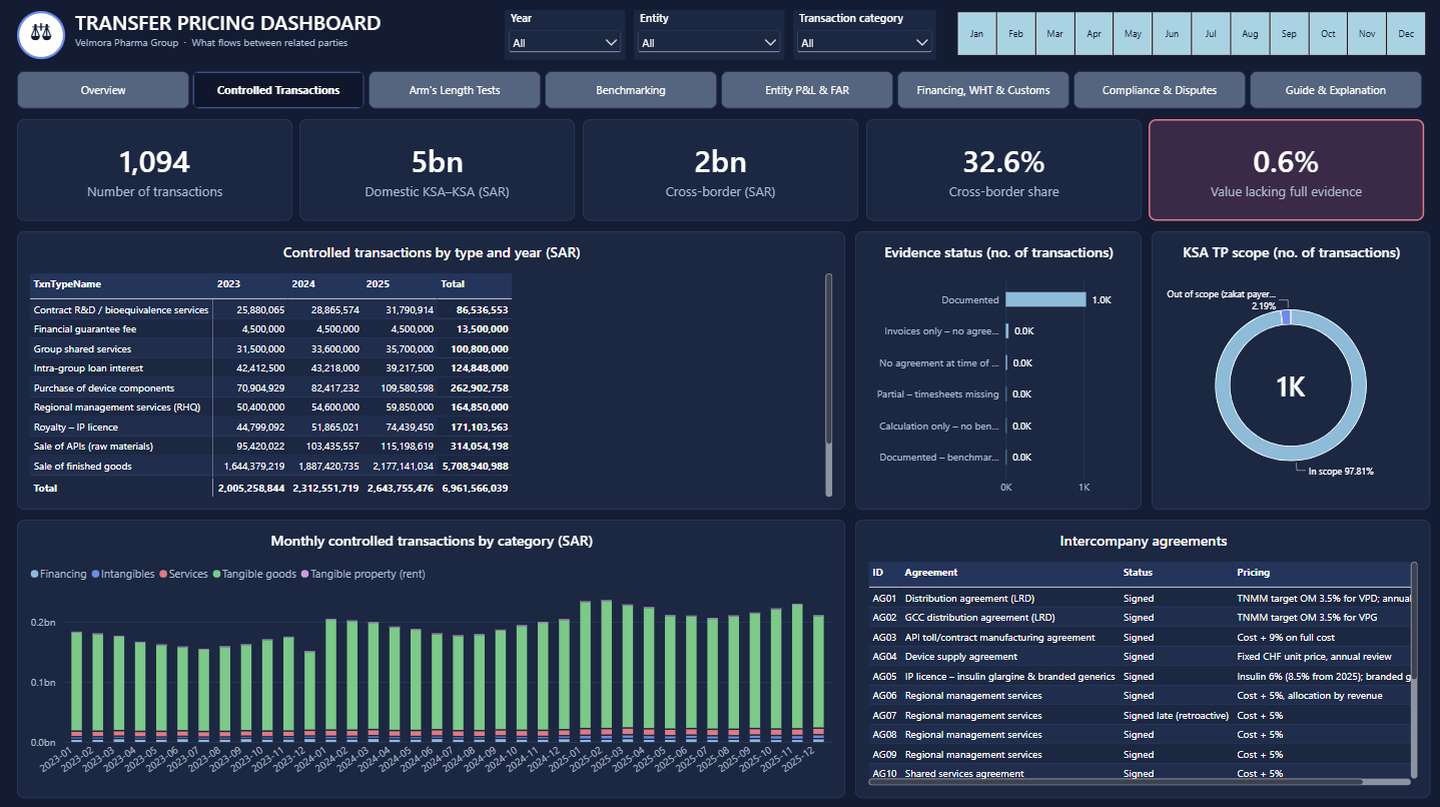 TRANSFER PRICING DASHBOARD
Velmora Pharma Group · What flows between related parties
Year
All
Entity
All
Transaction category
All
Jan Feb Mar Apr May Jun Jul Aug Sep Oct Nov Dec
Overview
Controlled Transactions
Arm's Length Tests
Benchmarking
Entity P&L & FAR
Financing, WHT & Customs
Compliance & Disputes
Guide & Explanation
1,094
Number of transactions
5bn
Domestic KSA–KSA (SAR)
2bn
Cross-border (SAR)
32.6%
Cross-border share
0.6%
Value lacking full evidence
Controlled transactions by type and year (SAR)
TxnTypeName 2023 2024 2025 Total
Contract R&D / bioequivalence services 25,880,065 28,865,574 31,790,914 86,536,553
Financial guarantee fee 4,500,000 4,500,000 4,500,000 13,500,000
Group shared services 31,500,000 33,600,000 35,700,000 100,800,000
Intra-group loan interest 42,412,500 43,218,000 39,217,500 124,848,000
Purchase of device components 70,904,929 82,417,232 109,580,598 262,902,758
Regional management services (RHQ) 50,400,000 54,600,000 59,850,000 164,850,000
Royalty – IP licence 44,799,092 51,865,021 74,439,450 171,103,563
Sale of APIs (raw materials) 95,420,022 103,435,557 115,198,619 314,054,198
Sale of finished goods 1,644,379,219 1,887,420,735 2,177,141,034 5,708,940,988
Total 2,005,258,844 2,312,551,719 2,643,755,476 6,961,566,039
Evidence status (no. of transactions)
Documented 1.0K
Invoices only – no agree... 0.0K
No agreement at time of ... 0.0K
Partial – timesheets missing 0.0K
Calculation only – no ben... 0.0K
Documented – benchmar... 0.0K
0K 1K
KSA TP scope (no. of transactions)
Out of scope (zakat payer...
2.19%
1K
In scope 97.81%
Monthly controlled transactions by category (SAR)
Financing Intangibles Services Tangible goods Tangible property (rent)
0.2bn
0.1bn
0.0bn
2023-01 2023-02 2023-03 2023-04 2023-05 2023-06 2023-07 2023-08 2023-09 2023-10 2023-11 2023-12 2024-01 2024-02 2024-03 2024-04 2024-05 2024-06 2024-07 2024-08 2024-09 2024-10 2024-11 2024-12 2025-01 2025-02 2025-03 2025-04 2025-05 2025-06 2025-07 2025-08 2025-09 2025-10 2025-11 2025-12
Intercompany agreements
ID Agreement Status Pricing
AG01 Distribution agreement (LRD) Signed TNMM target OM 3.5% for VPD; annual
AG02 GCC distribution agreement (LRD) Signed TNMM target OM 3.5% for VPG
AG03 API toll/contract manufacturing agreement Signed Cost + 9% on full cost
AG04 Device supply agreement Signed Fixed CHF unit price, annual review
AG05 IP licence – insulin glargine & branded generics Signed Insulin 6% (8.5% from 2025); branded g
AG06 Regional management services Signed Cost + 5%, allocation by revenue
AG07 Regional management services Signed late (retroactive) Cost + 5%
AG08 Regional management services Signed Cost + 5%
AG09 Regional management services Signed Cost + 5%
AG10 Shared services agreement Signed Cost + 5%